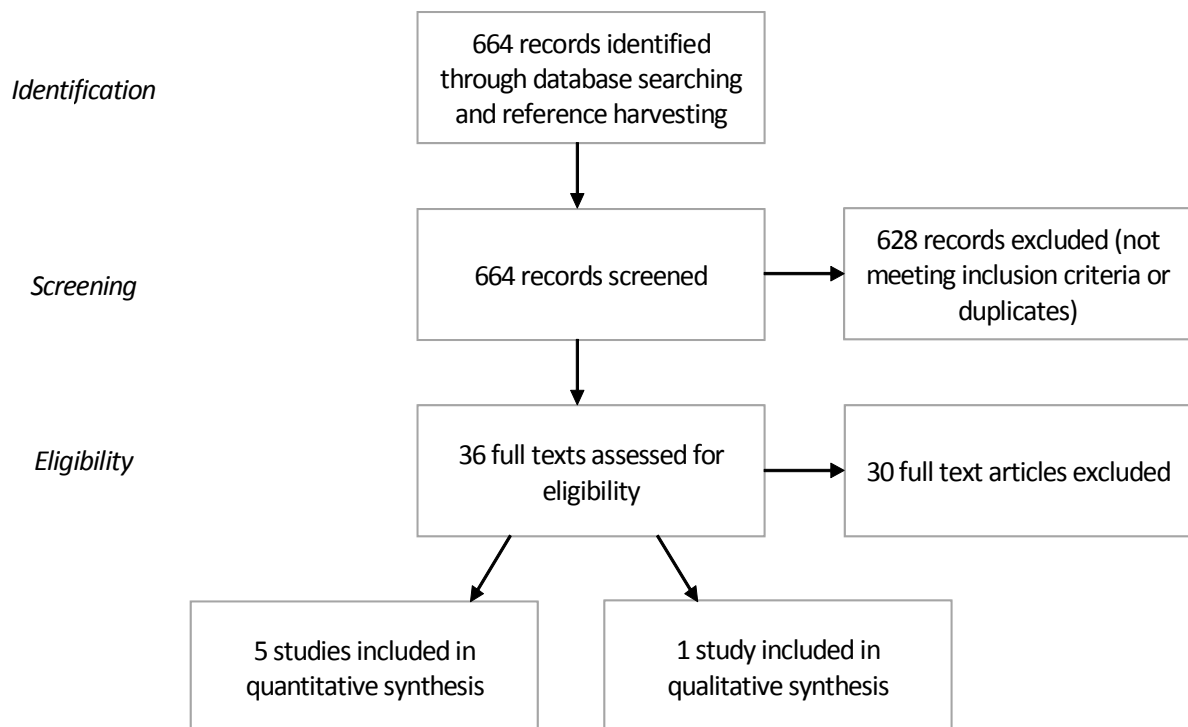 664 records identified
through database searching
and reference harvesting
Identification
664 records screened
628 records excluded (not
meeting inclusion criteria or
duplicates)
Screening
36 full texts assessed for
eligibility
30 full text articles excluded
Eligibility
5 studies included in
quantitative synthesis
1 study included in
qualitative synthesis